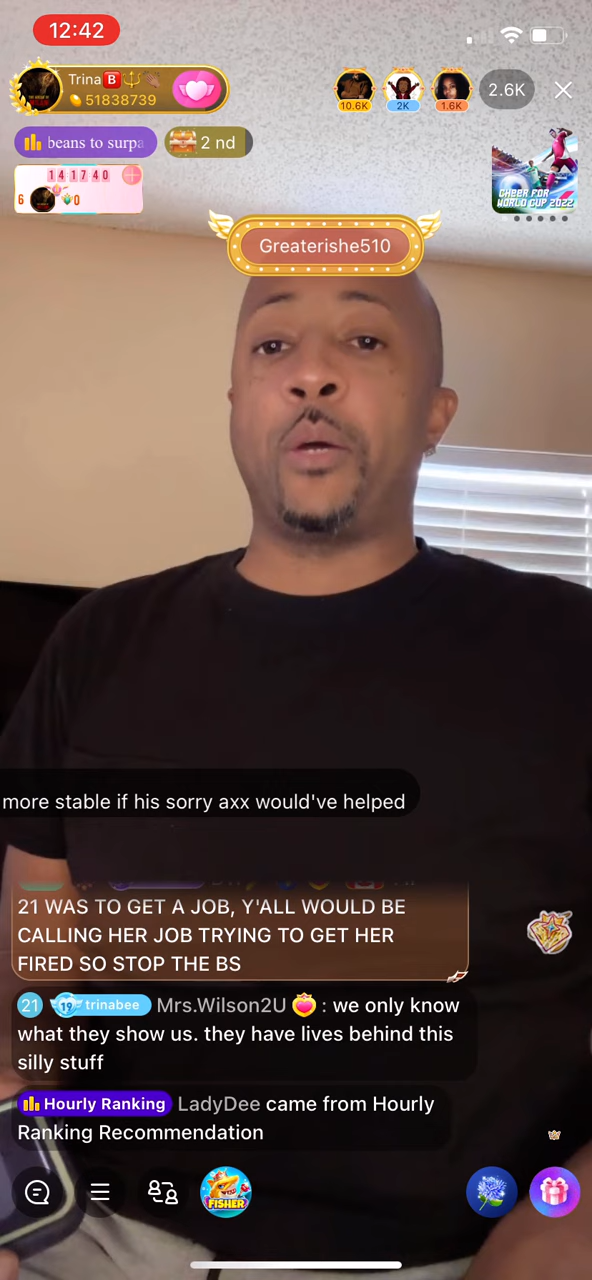 12:42
Trina B
51838739
10.6K
2K
1.6K
2.6K
beans to surpa
2 nd
14 17 40
6
0
CHEER FOR
WORLD CUP 2022
Greaterishe510
more stable if his sorry axx would've helped
21 WAS TO GET A JOB, Y'ALL WOULD BE
CALLING HER JOB TRYING TO GET HER
FIRED SO STOP THE BS
21 19 trinabee Mrs.Wilson2U : we only know
what they show us. they have lives behind this
silly stuff
Hourly Ranking LadyDee came from Hourly
Ranking Recommendation
FISHER